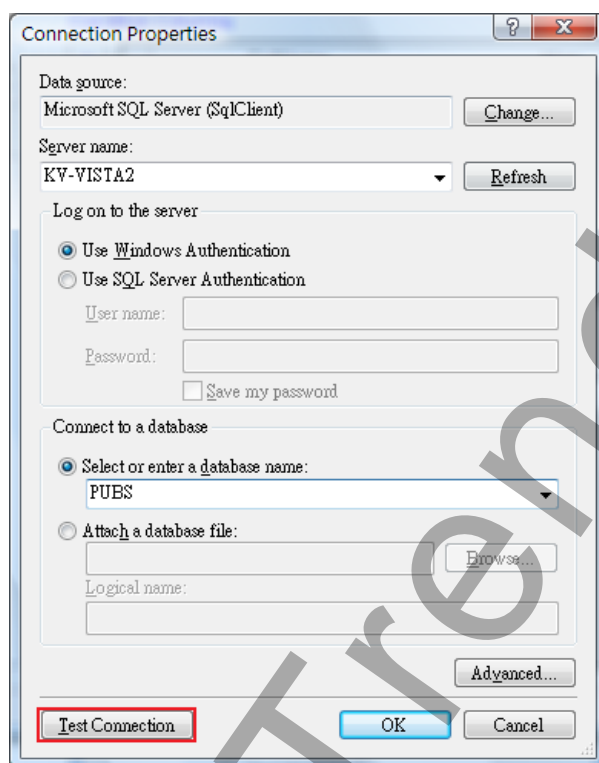 Connection Properties
Data source:
Microsoft SQL Server (SqlClient)
Change...
Server name:
KV-VISTA2
Refresh
Log on to the server
Use Windows Authentication
Use SQL Server Authentication
User name:
Password:
Save my password
Connect to a database
Select or enter a database name:
PUBS
Attach a database file:
Browse...
Logical name:
Advanced...
Test Connection
OK
Cancel
Tren